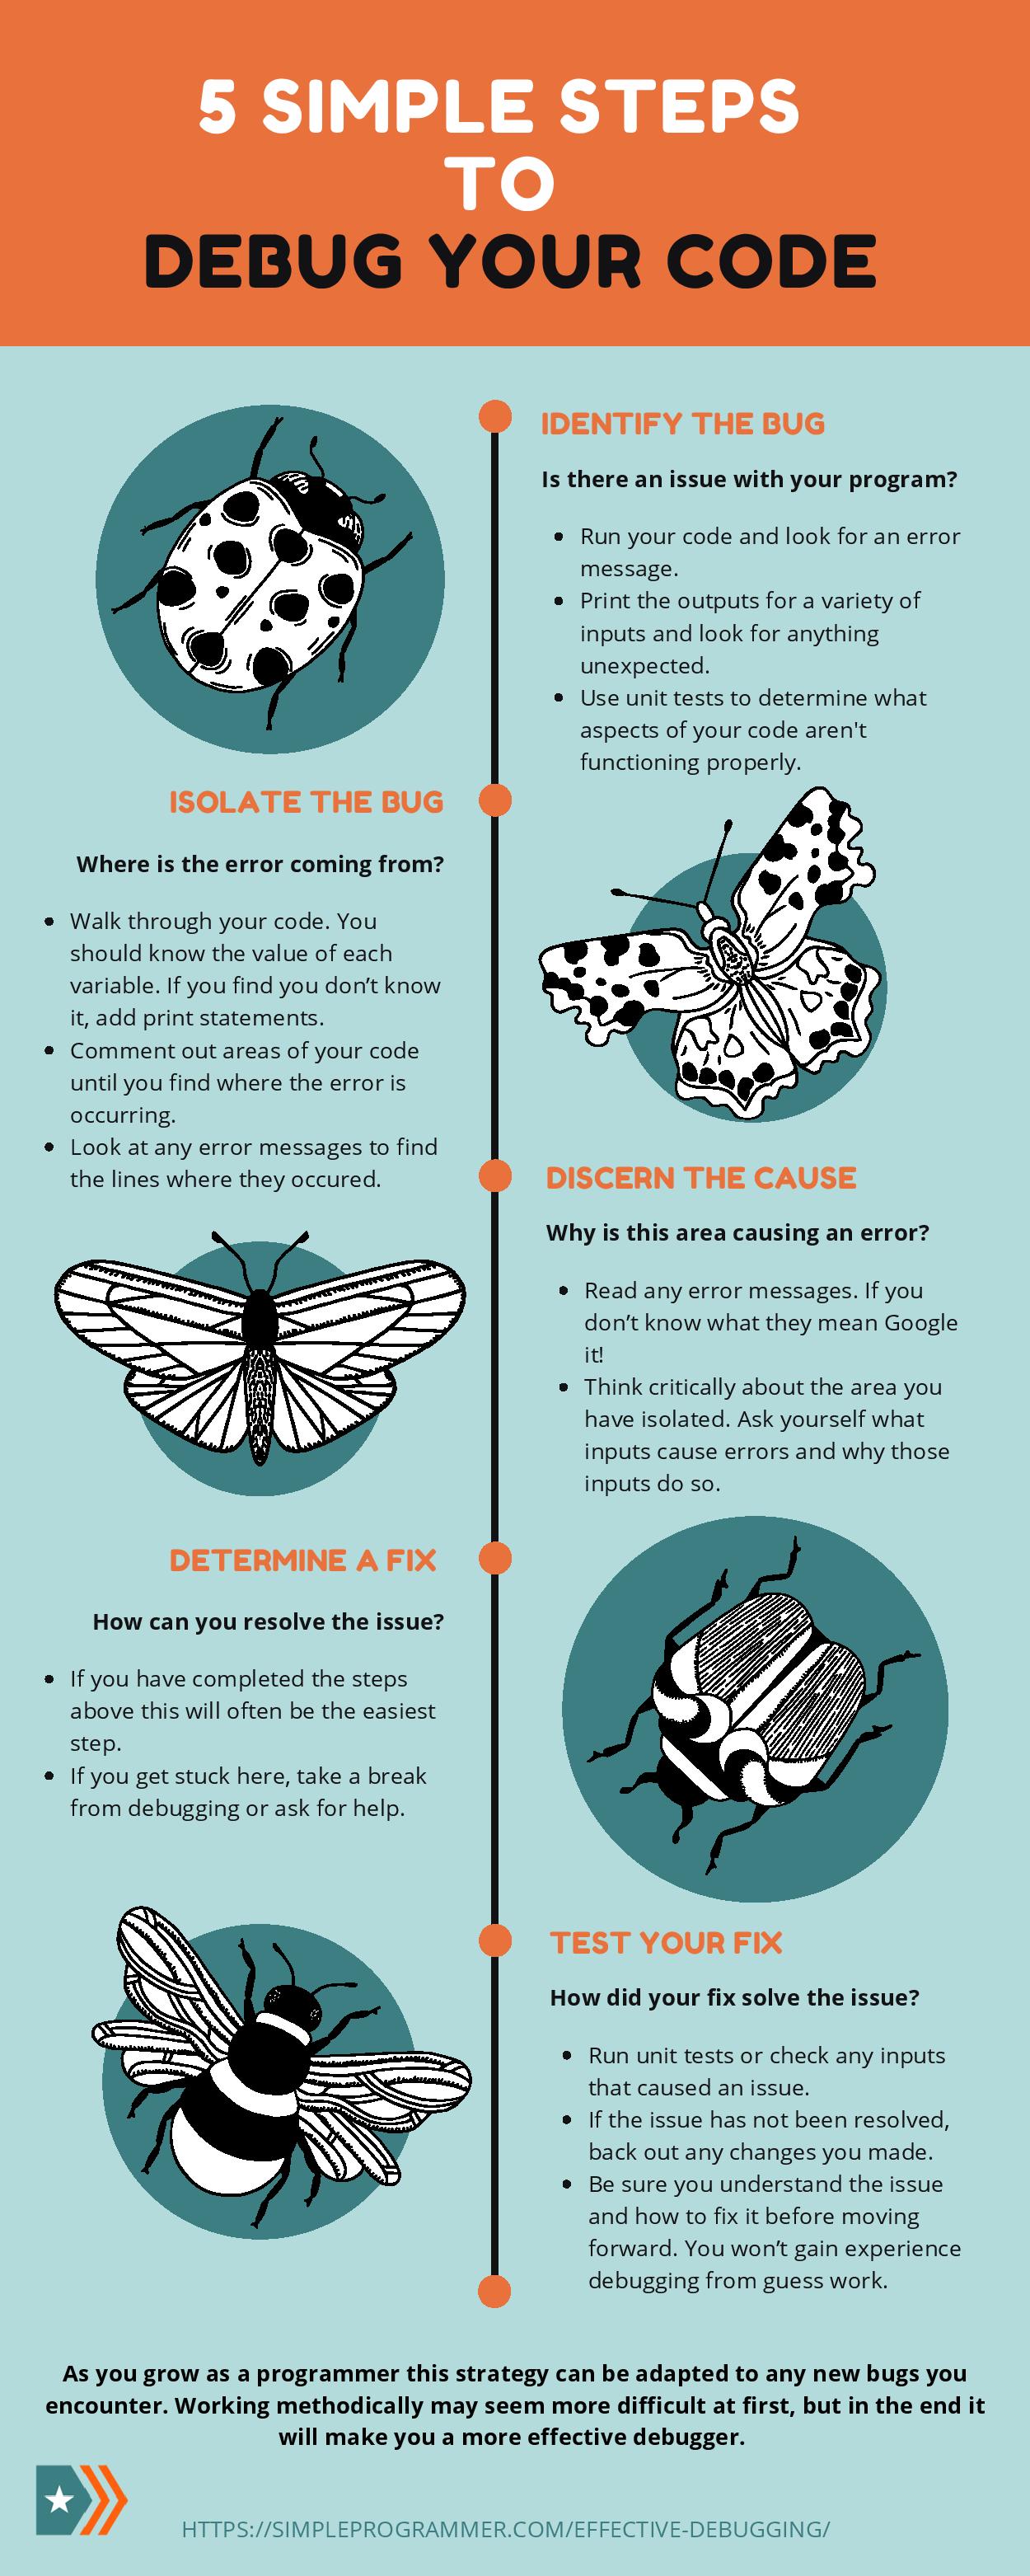 5 SIMPLE STEPS
TO
DEBUG YOUR CODE
IDENTIFY THE BUG
Is there an issue with your program?
• Run your code and look for an error
message.
• Print the outputs for a variety of
inputs and look for anything
unexpected.
• Use unit tests to determine what
aspects of your code aren't
functioning properly.
ISOLATE THE BUG
Where is the error coming from?
• Walk through your code. You
should know the value of each
variable. If you find you don’t know
it, add print statements.
• Comment out areas of your code
until you find where the error is
occurring.
• Look at any error messages to find
the lines where they occured.
DISCERN THE CAUSE
Why is this area causing an error?
• Read any error messages. If you
don’t know what they mean Google
it!
• Think critically about the area you
have isolated. Ask yourself what
inputs cause errors and why those
inputs do so.
DETERMINE A FIX
How can you resolve the issue?
• If you have completed the steps
above this will often be the easiest
step.
• If you get stuck here, take a break
from debugging or ask for help.
TEST YOUR FIX
How did your fix solve the issue?
• Run unit tests or check any inputs
that caused an issue.
• If the issue has not been resolved,
back out any changes you made.
• Be sure you understand the issue
and how to fix it before moving
forward. You won’t gain experience
debugging from guess work.
As you grow as a programmer this strategy can be adapted to any new bugs you
encounter. Working methodically may seem more difficult at first, but in the end it
will make you a more effective debugger.
HTTPS://SIMPLEPROGRAMMER.COM/EFFECTIVE-DEBUGGING/